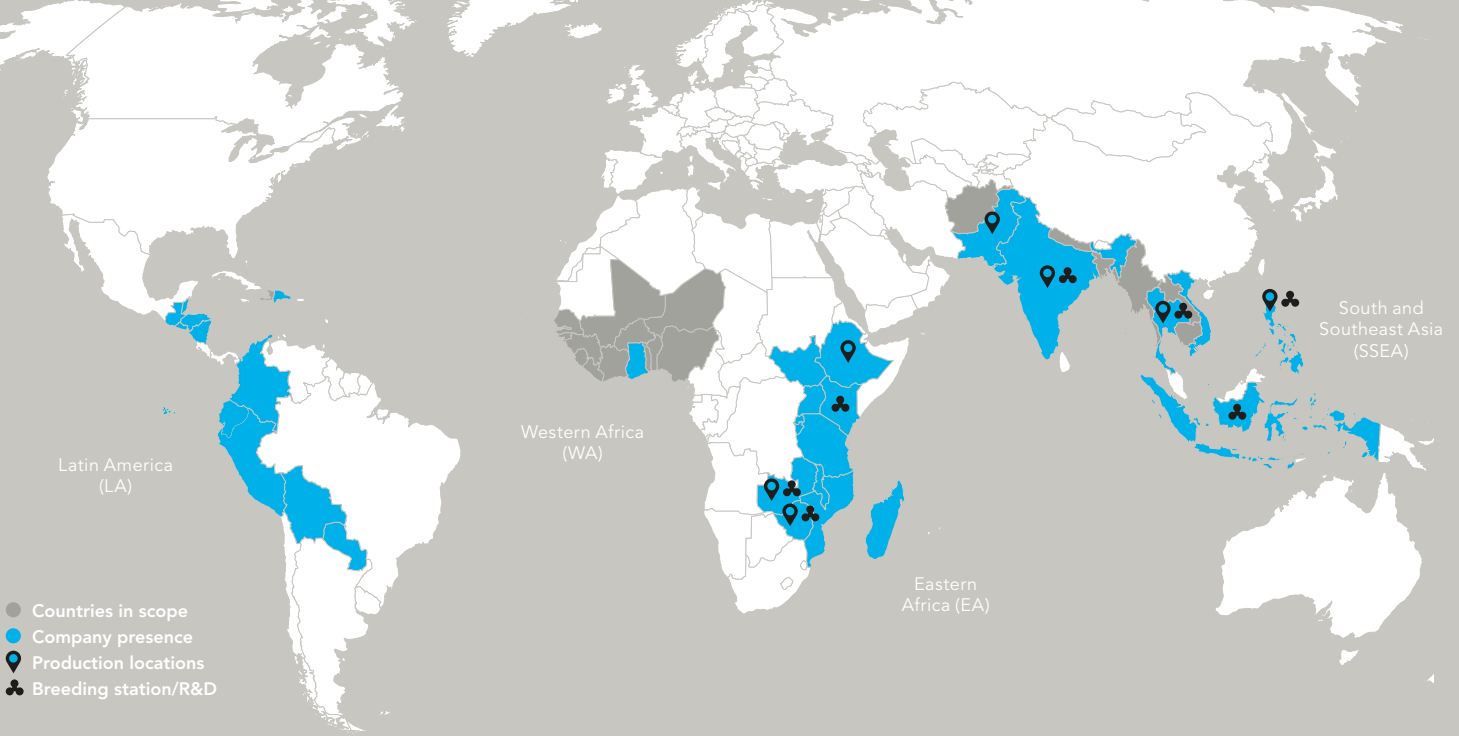 South and
Southeast Asia
(SSEA)
Western Africa
(WA)
Latin America
(LA)
Eastern
Africa (EA)
Countries in scope
Company presence
Production locations
Breeding station/R&D